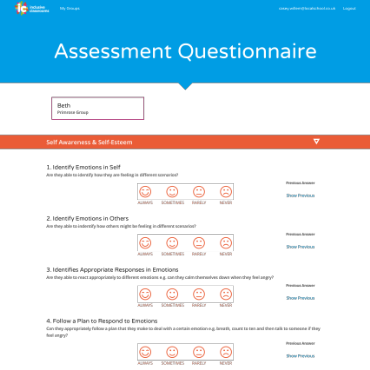 inclusive
My Groups
Logout
Assessment Questionnaire
Beth
Primrose Group
Self Awareness & Self-Esteem
1. Identify Emotions in Self
Are they able to identify how they are feeling in different scenarios?
Previous Answer
Show Previous
ALWAYS SOMETIMES RARELY NEVER
2. Identify Emotions in Others
Are they able to indentify how others might be feeling in different scenarios?
Previous Answer
Show Previous
ALWAYS SOMETIMES RARELY NEVER
3. Identifies Appropriate Responses in Emotions
Are they able to react appropriately to different emotions e.g. can they calm themselves down when they feel angry?
Previous Answer
Show Previous
ALWAYS SOMETIMES RARELY NEVER
4. Follow a Plan to Respond to Emotions
Can they appropriately follow a plan that they make to deal with a certain emotion e.g. breath, count to ten and then talk to someone if they
feel angry?
Previous Answer
Show Previous
ALWAYS SOMETIMES RARELY NEVER